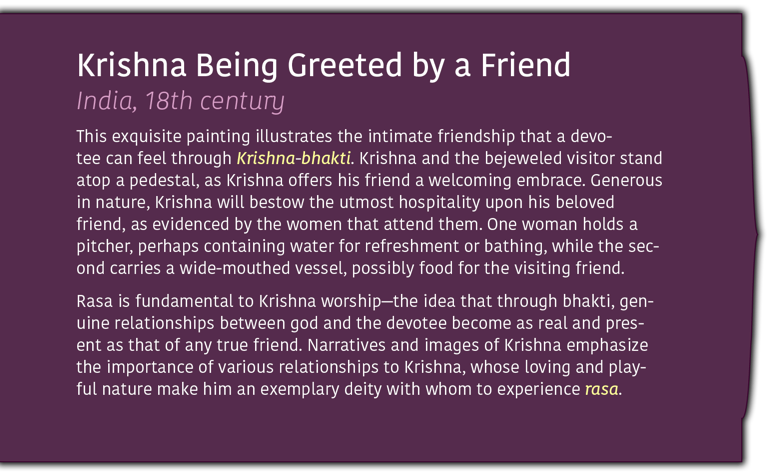 Krishna Being Greeted by a Friend
India, 18th century
This exquisite painting illustrates the intimate friendship that a devo-
tee can feel through Krishna-bhakti. Krishna and the bejeweled visitor stand
atop a pedestal, as Krishna offers his friend a welcoming embrace. Generous
in nature, Krishna will bestow the utmost hospitality upon his beloved
friend, as evidenced by the women that attend them. One woman holds a
pitcher, perhaps containing water for refreshment or bathing, while the sec-
ond carries a wide-mouthed vessel, possibly food for the visiting friend.
Rasa is fundamental to Krishna worship—the idea that through bhakti, gen-
uine relationships between god and the devotee become as real and pres-
ent as that of any true friend. Narratives and images of Krishna emphasize
the importance of various relationships to Krishna, whose loving and play-
ful nature make him an exemplary deity with whom to experience rasa.